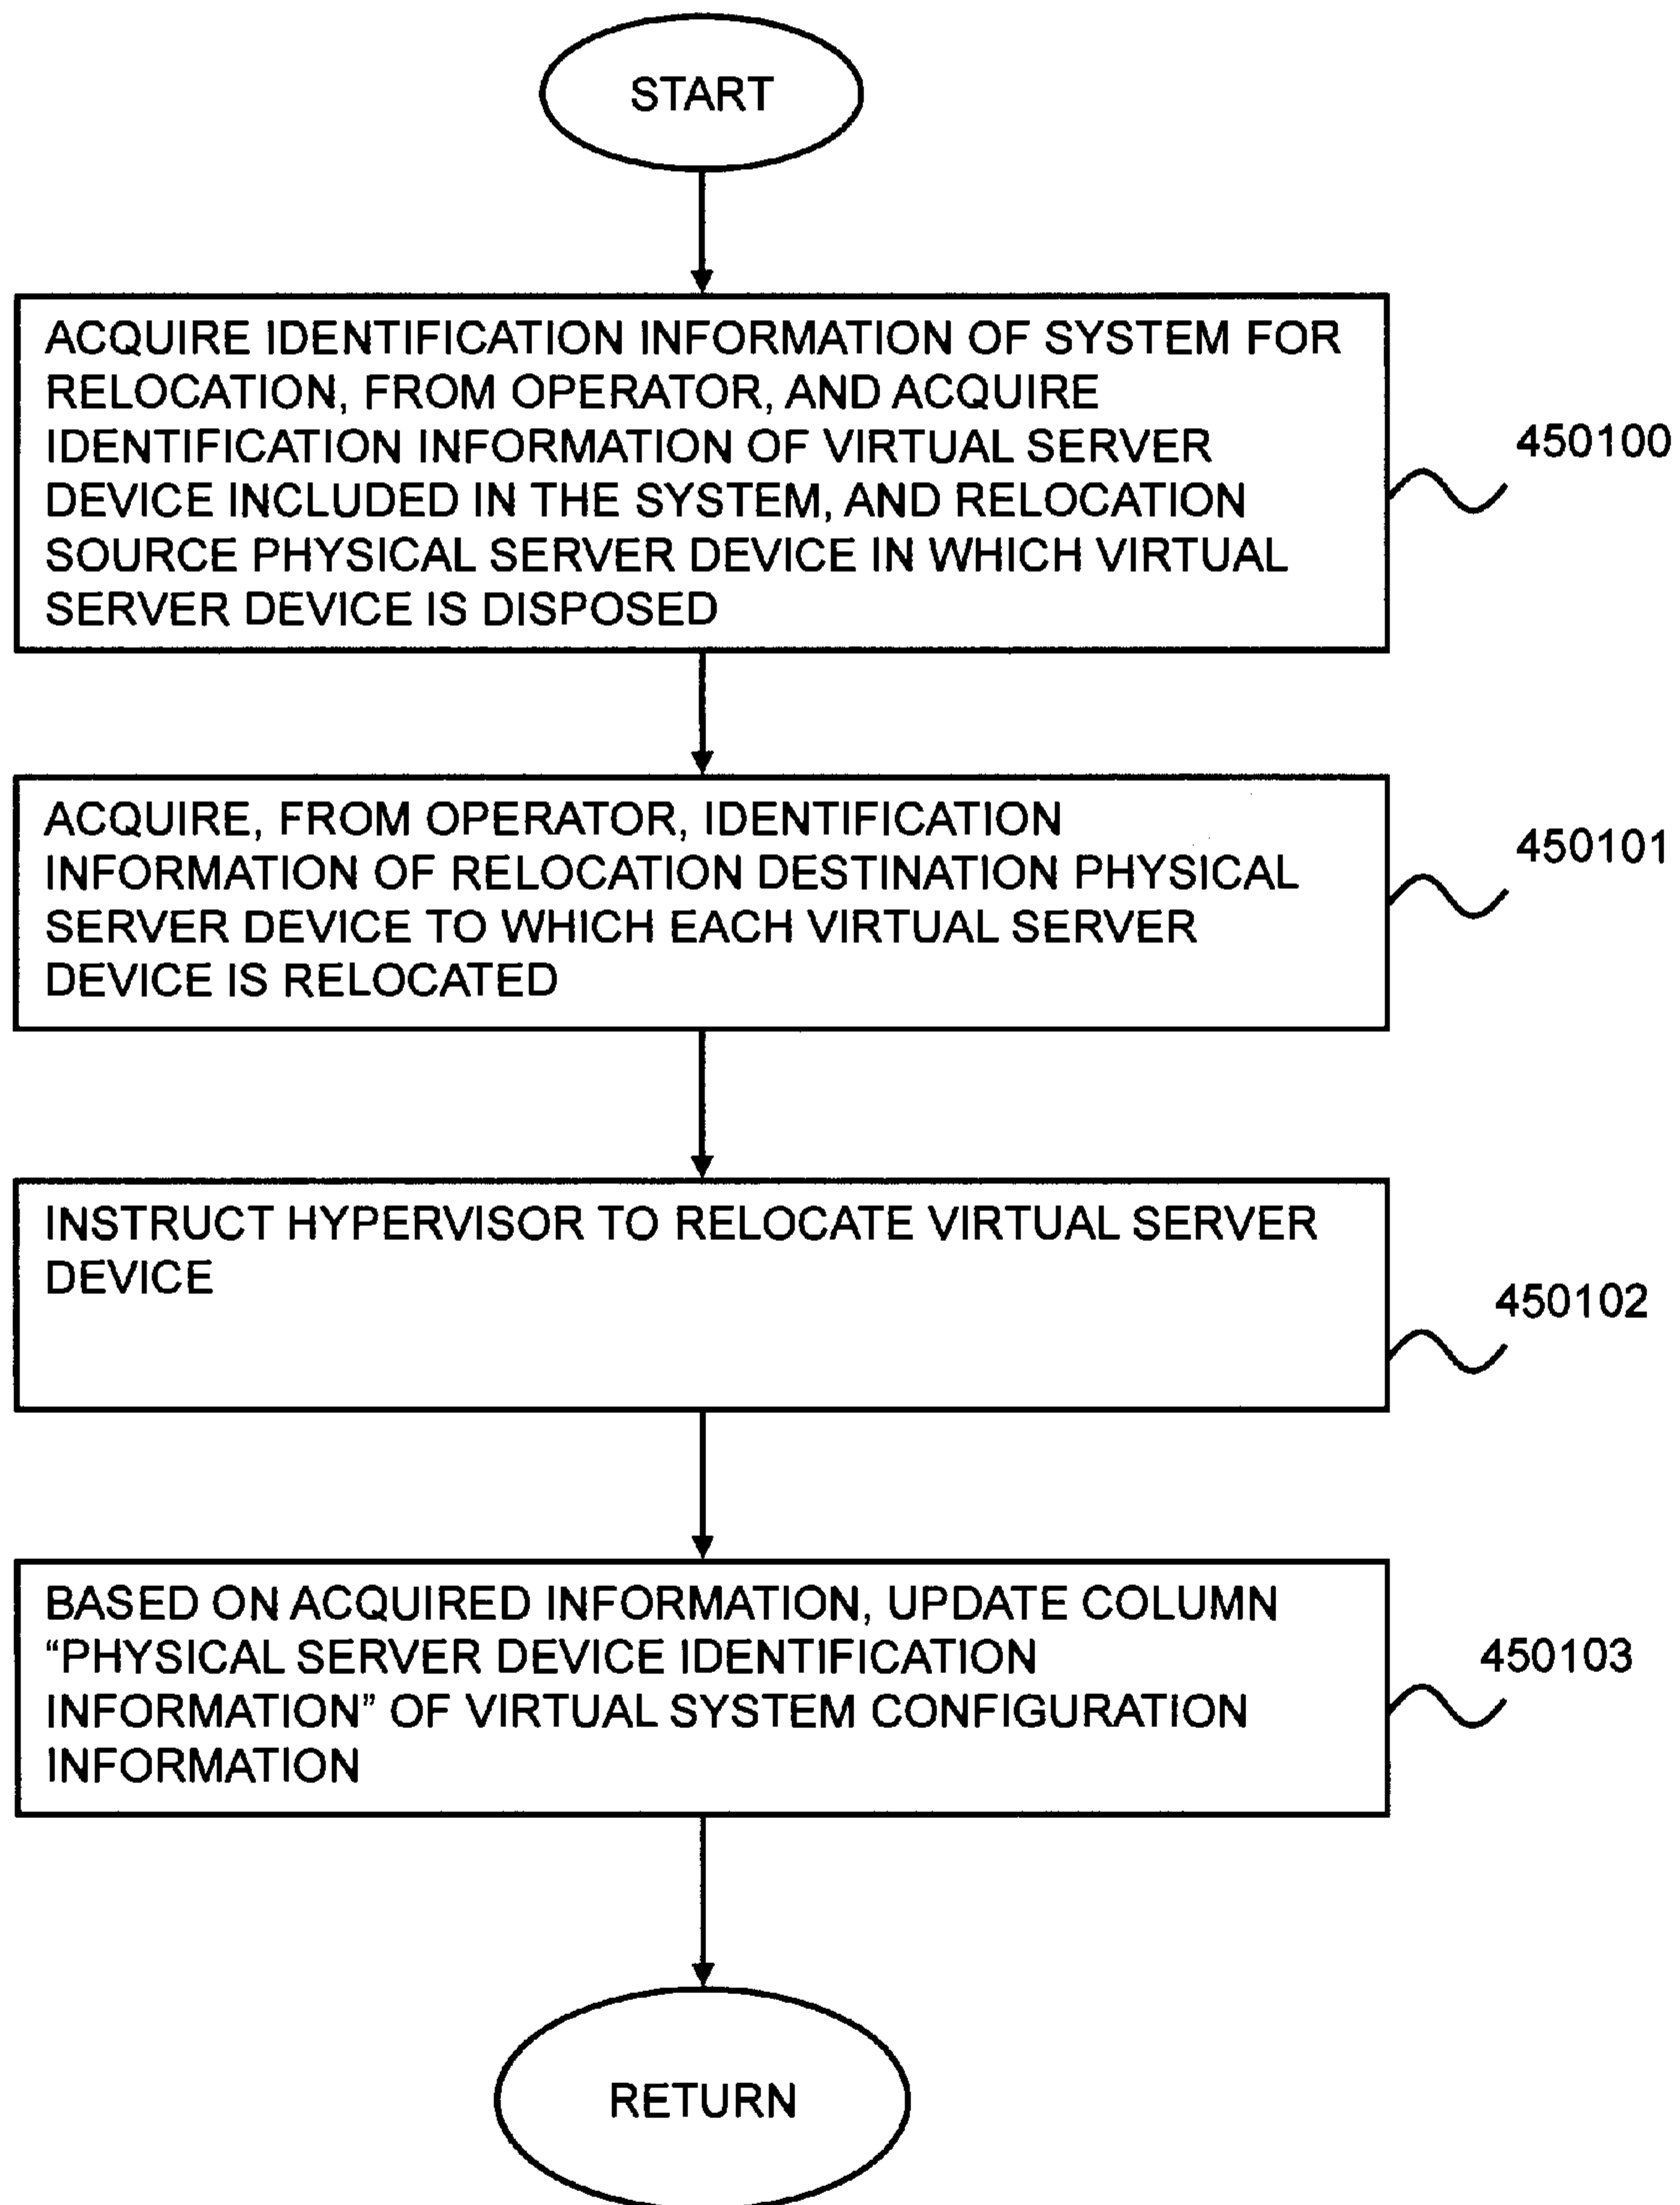 START
ACQUIRE IDENTIFICATION INFORMATION OF SYSTEM FOR
RELOCATION, FROM OPERATOR, AND ACQUIRE
IDENTIFICATION INFORMATION OF VIRTUAL SERVER
DEVICE INCLUDED IN THE SYSTEM, AND RELOCATION
SOURCE PHYSICAL SERVER DEVICE IN WHICH VIRTUAL
SERVER DEVICE IS DISPOSED
450100
ACQUIRE, FROM OPERATOR, IDENTIFICATION
INFORMATION OF RELOCATION DESTINATION PHYSICAL
SERVER DEVICE TO WHICH EACH VIRTUAL SERVER
DEVICE IS RELOCATED
450101
INSTRUCT HYPERVISOR TO RELOCATE VIRTUAL SERVER
DEVICE
450102
BASED ON ACQUIRED INFORMATION, UPDATE COLUMN
“PHYSICAL SERVER DEVICE IDENTIFICATION
INFORMATION” OF VIRTUAL SYSTEM CONFIGURATION
INFORMATION
450103
RETURN